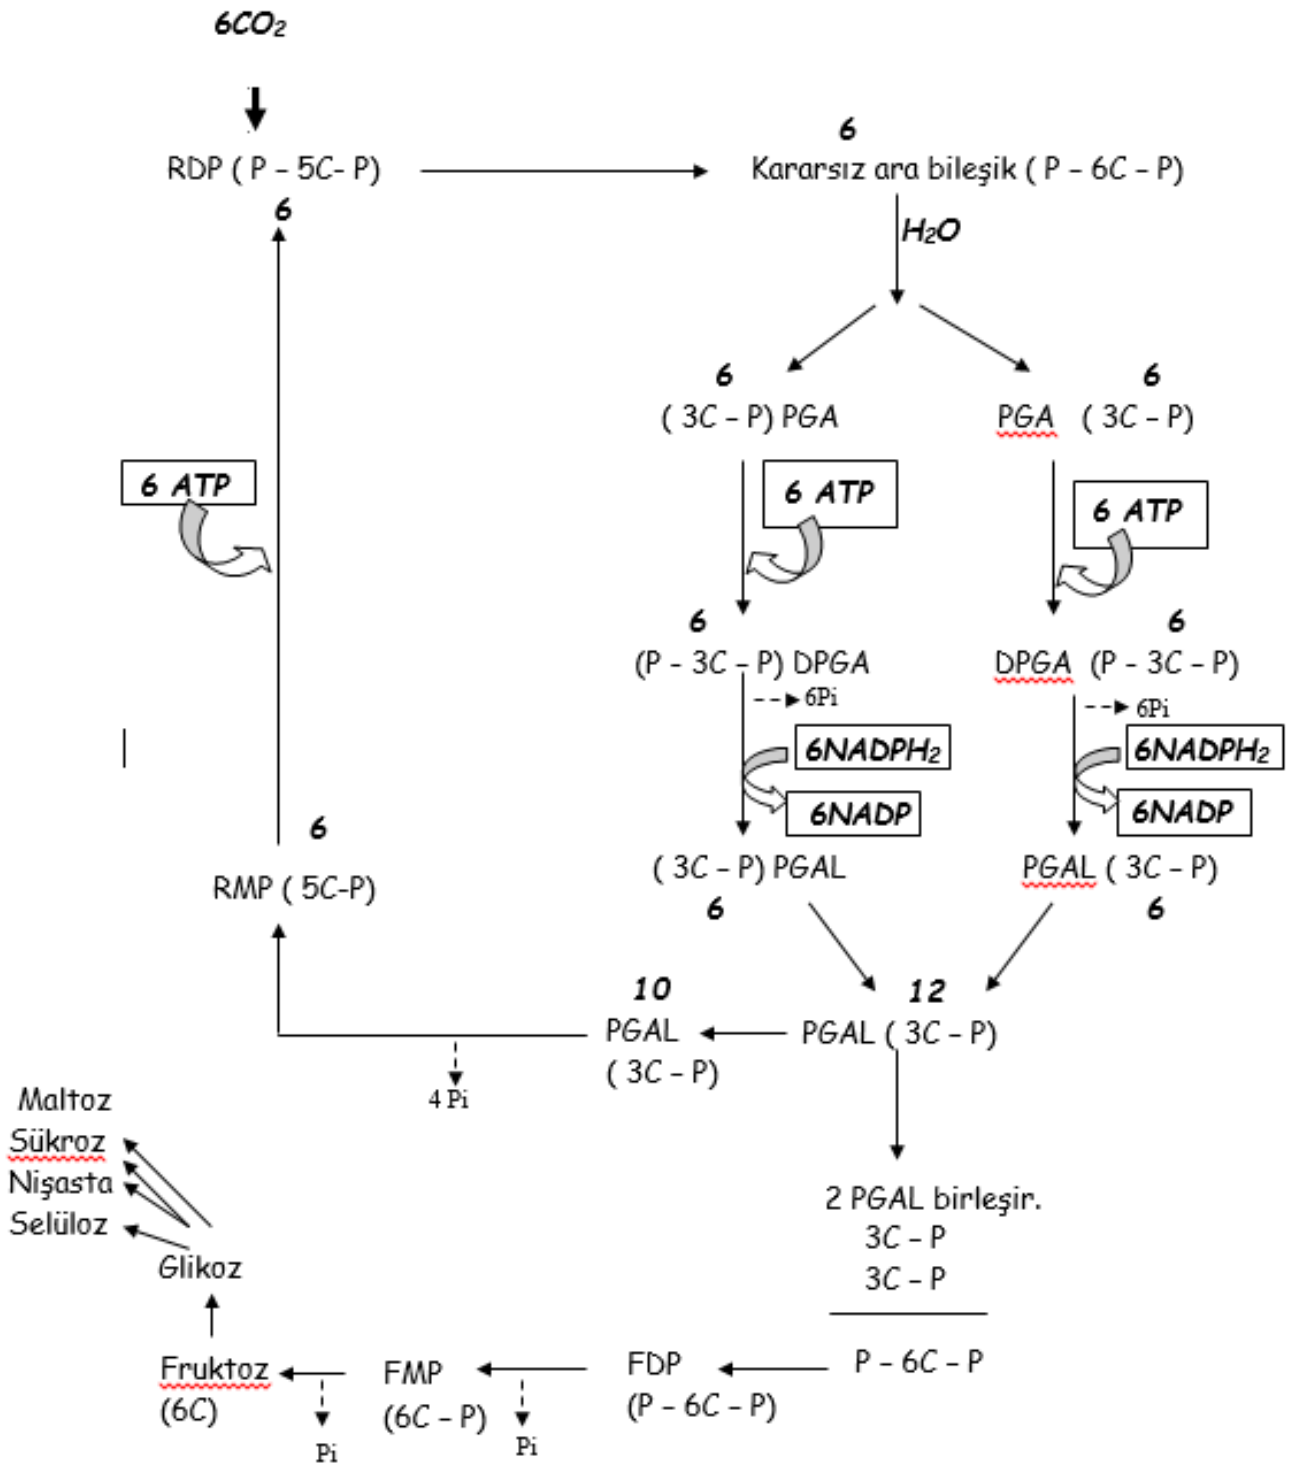 6CO₂
6
RDP ( P – 5C- P)
Kararsız ara bileşik ( P – 6C – P)
6
H₂O
6
6
( 3C – P) PGA
PGA ( 3C – P)
6 ATP
6 ATP
6 ATP
6
6
(P – 3C – P) DPGA
DPGA (P – 3C – P)
6Pi
6Pi
6NADPH₂
6NADPH₂
6NADP
6NADP
6
( 3C – P) PGAL
PGAL ( 3C – P)
RMP ( 5C-P)
6
6
10
12
PGAL
PGAL ( 3C – P)
( 3C – P)
4 Pi
Maltoz
Sükroz
Nişasta
Selüloz
2 PGAL birleşir.
3C – P
3C – P
Glikoz
P – 6C – P
Fruktoz
FMP
FDP
(6C)
(6C – P)
(P – 6C – P)
Pi
Pi